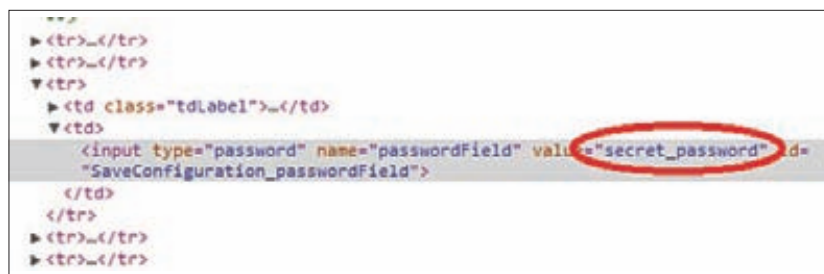 ▶<tr>…</tr>
▶<tr>…</tr>
▼<tr>
▶<td class="tdLabel">…</td>
▼<td>
<input type="password" name="passwordField" value="secret_password" id=
"SaveConfiguration_passwordField">
</td>
</tr>
▶<tr>…</tr>
▶<tr>…</tr>